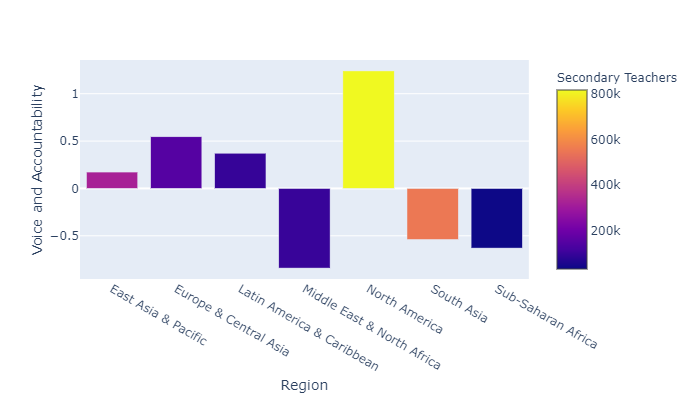 Secondary Teachers
800k
600k
400k
200k
Voice and Accountability
1
0.5
0
−0.5
East Asia & Pacific
Europe & Central Asia
Latin America & Caribbean
Middle East & North Africa
North America
South Asia
Sub-Saharan Africa
Region